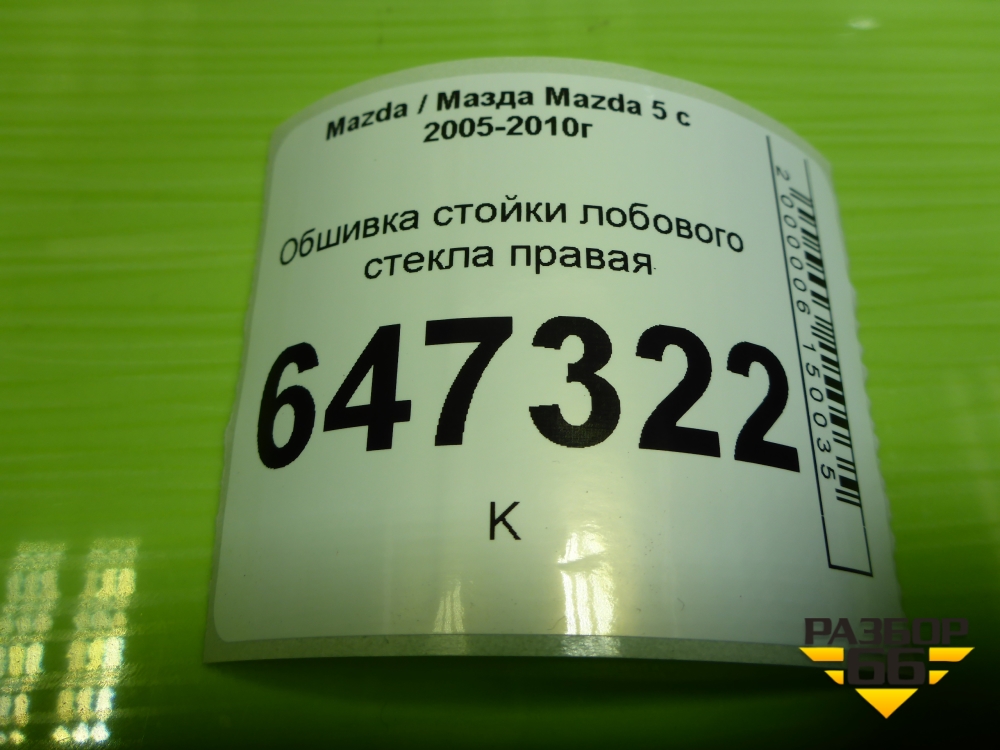 Mazda / Мазда Mazda 5 с
2005-2010г
Обшивка стойки лобового
стекла правая
647322
К
2000006150035
РАЗБОР
66